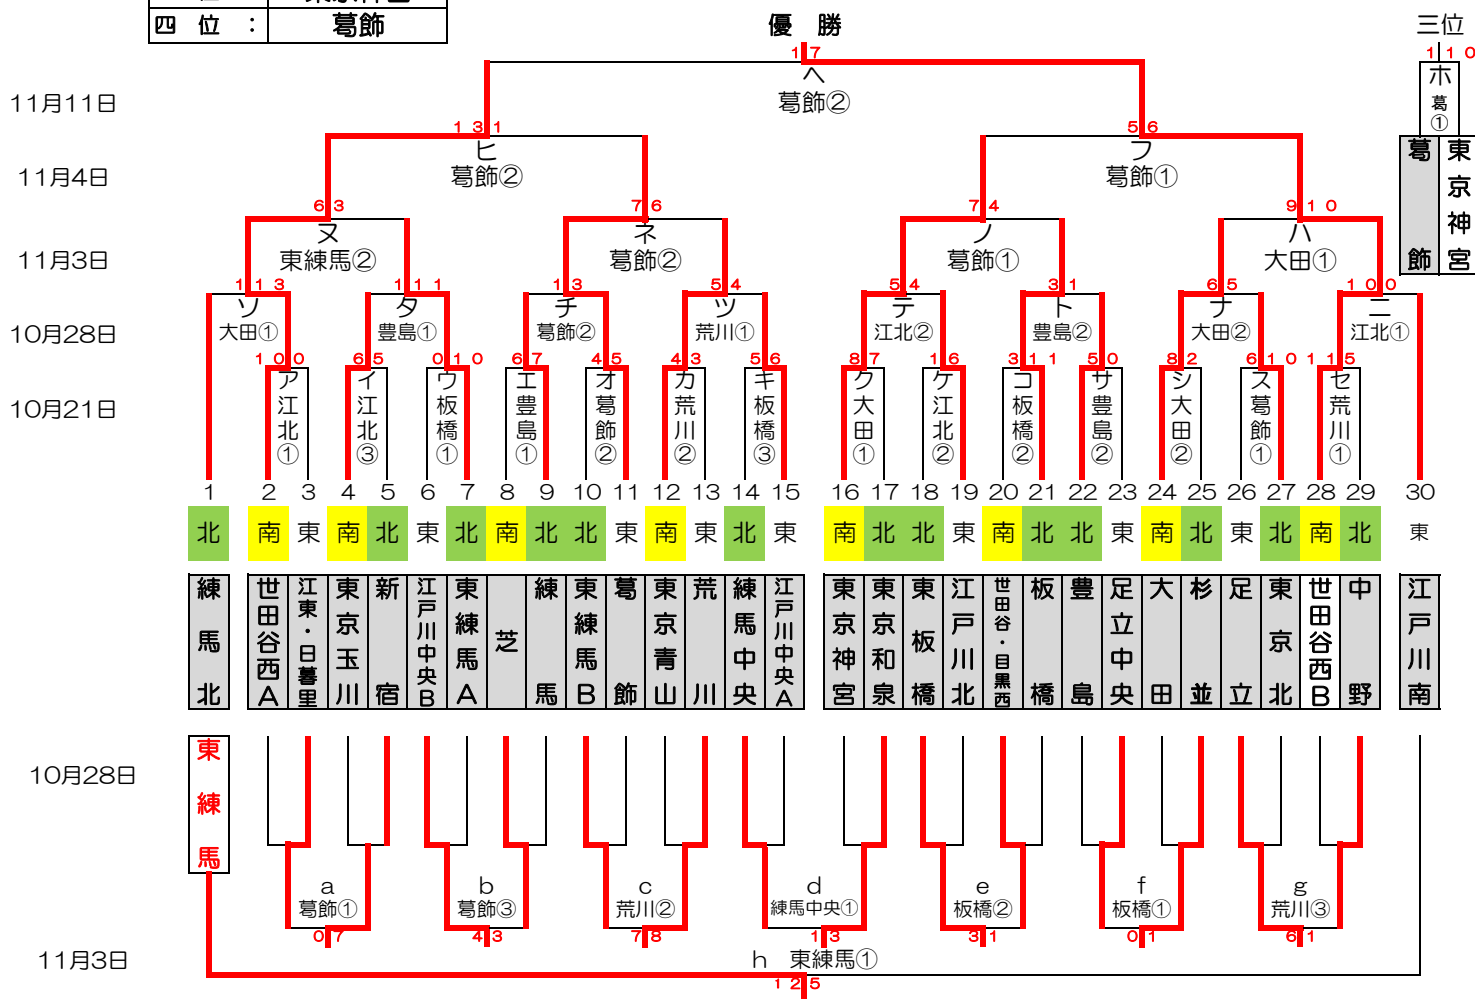 四 位 ： 葛飾
優 勝
三位
1 7
1 1 0
ヘ
ホ
11月11日
葛飾②
葛①
1 3 1
5 6
ヒ
フ
葛飾
東京神宮
11月4日
葛飾②
葛飾①
6 3
7 6
7 4
9 1 0
ヌ
ネ
ノ
ハ
11月3日
東練馬②
葛飾②
葛飾①
大田①
1 1 3
1 1 1
1 3
5 4
5 4
3 1
6 5
1 0 0
ソ
タ
チ
ツ
テ
ト
ナ
ニ
10月28日
大田①
豊島①
葛飾②
荒川①
江北②
豊島②
大田②
江北①
1 0 0
6 5
0 1 0
6 7
4 5
4 3
5 6
8 7
1 6
3 1 1
5 0
8 2
6 1 0
1 1 5
10月21日
ア江北①
イ江北③
ウ板橋①
エ豊島①
オ葛飾②
カ荒川②
キ板橋③
ク大田①
ケ江北②
コ板橋②
サ豊島②
シ大田②
ス葛飾①
セ荒川①
1 2 3 4 5 6 7 8 9 10 11 12 13 14 15 16 17 18 19 20 21 22 23 24 25 26 27 28 29 30
北 南 東 南 北 東 北 南 北 北 東 南 東 北 東 南 北 北 東 南 北 北 東 南 北 東 北 南 北 東
練馬北
世田谷西A
江東・日暮里
東京玉川
新宿
江戸川中央B
東練馬A
芝
練馬
東練馬B
葛飾
東京青山
荒川
練馬中央
江戸川中央A
東京神宮
東京和泉
東板橋
江戸川北
世田谷・目黒西
板橋
豊島
足立中央
大田
杉並
足立
東京北
世田谷西B
中野
江戸川南
10月28日
東練馬
a
b
c
d
e
f
g
葛飾①
葛飾③
荒川②
練馬中央①
板橋②
板橋①
荒川③
0 7
4 3
7 8
1 3
3 1
0 1
6 1
11月3日
h 東練馬①
1 2 5